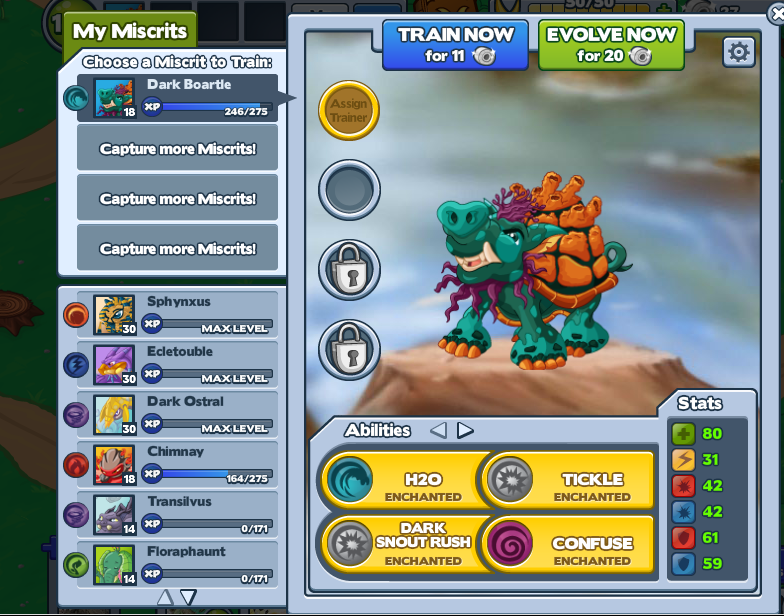 My Miscrits
Choose a Miscrit to Train:
Dark Boartle
18
XP
246/275
Capture more Miscrits!
Capture more Miscrits!
Capture more Miscrits!
Sphynxus
30
XP
MAX LEVEL
Ecletouble
30
XP
MAX LEVEL
Dark Ostral
30
XP
MAX LEVEL
Chimnay
18
XP
164/275
Transilvus
14
XP
0/171
Floraphaunt
14
XP
0/171
TRAIN NOW
for 11
EVOLVE NOW
for 20
Assign
Trainer
Abilities
H2O
ENCHANTED
TICKLE
ENCHANTED
DARK
SNOUT RUSH
ENCHANTED
CONFUSE
ENCHANTED
Stats
80
31
42
42
61
59